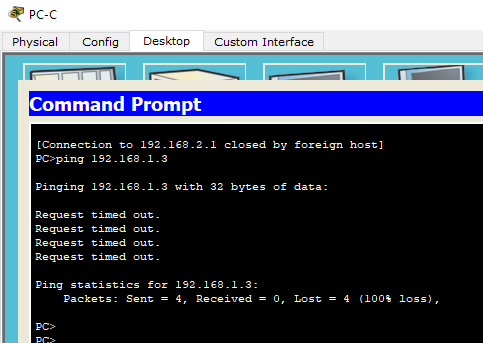 PC-C
Physical Config Desktop Custom Interface
Command Prompt
[Connection to 192.168.2.1 closed by foreign host]
PC>ping 192.168.1.3
Pinging 192.168.1.3 with 32 bytes of data:
Request timed out.
Request timed out.
Request timed out.
Request timed out.
Ping statistics for 192.168.1.3:
Packets: Sent = 4, Received = 0, Lost = 4 (100% loss),
PC>
PC>